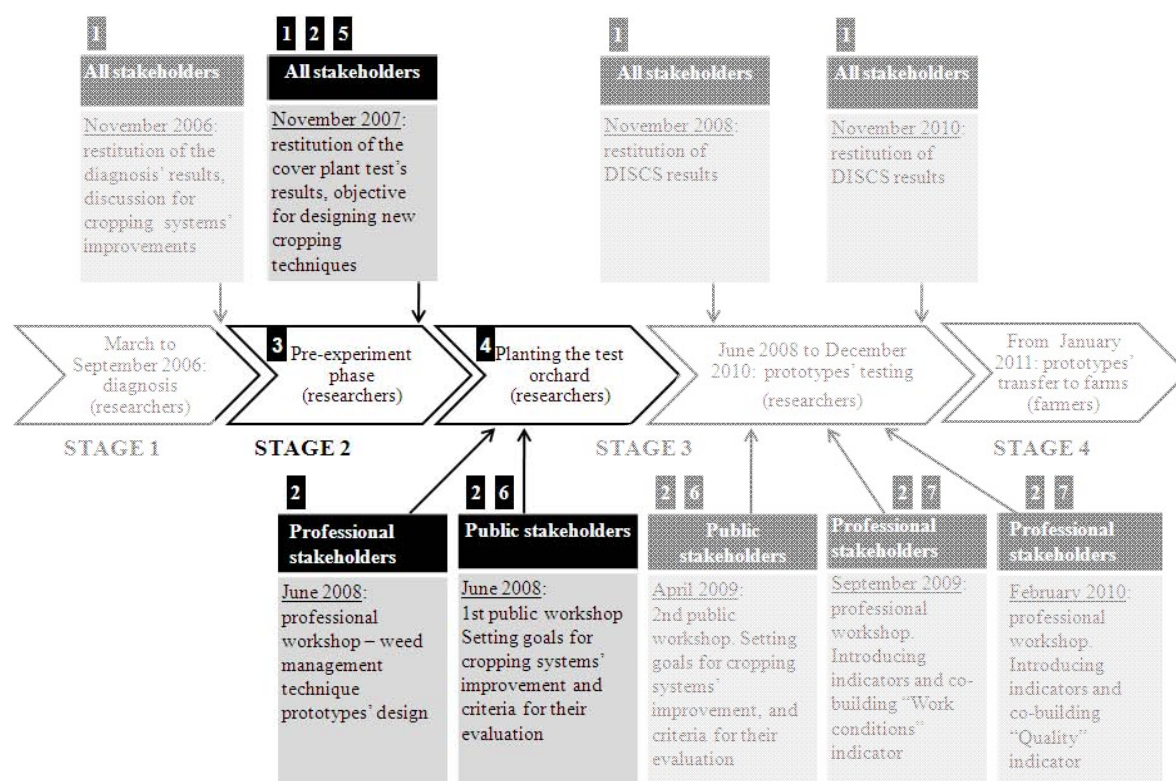 1
All stakeholders
November 2006:
restitution of the
diagnosis' results,
discussion for
cropping systems'
improvements
1 2 5
All stakeholders
November 2007:
restitution of the
cover plant test's
results, objective
for designing new
cropping
techniques
1
All stakeholders
November 2008:
restitution of
DISCS results
1
All stakeholders
November 2010:
restitution of
DISCS results
March to
September 2006:
diagnosis
(researchers)
3
Pre-experiment
phase
(researchers)
4
Planting the test
orchard
(researchers)
June 2008 to December
2010: prototypes' testing
(researchers)
From January
2011: prototypes'
transfer to farms
(farmers)
STAGE 1
STAGE 2
STAGE 3
STAGE 4
2
Professional
stakeholders
June 2008:
professional
workshop – weed
management
technique
prototypes' design
2 6
Public stakeholders
June 2008:
1st public workshop
Setting goals for
cropping systems'
improvement and
criteria for their
evaluation
2 6
Public
stakeholders
April 2009:
2nd public
workshop. Setting
goals for cropping
systems'
improvement, and
criteria for their
evaluation
2 7
Professional
stakeholders
September 2009:
professional
workshop.
Introducing
indicators and co-
building "Work
conditions"
indicator
2 7
Professional
stakeholders
February 2010:
professional
workshop.
Introducing
indicators and
co-building
"Quality"
indicator